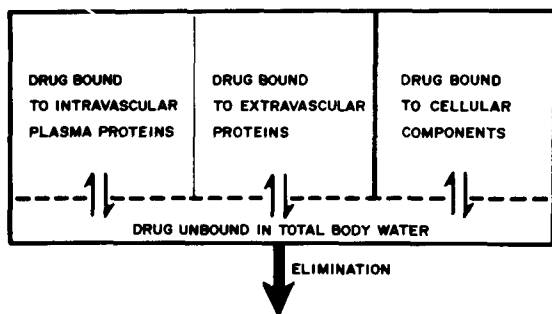 DRUG BOUND
TO INTRAVASCULAR
PLASMA PROTEINS
DRUG BOUND
TO EXTRAVASCULAR
PROTEINS
DRUG BOUND
TO CELLULAR
COMPONENTS
DRUG UNBOUND IN TOTAL BODY WATER
ELIMINATION